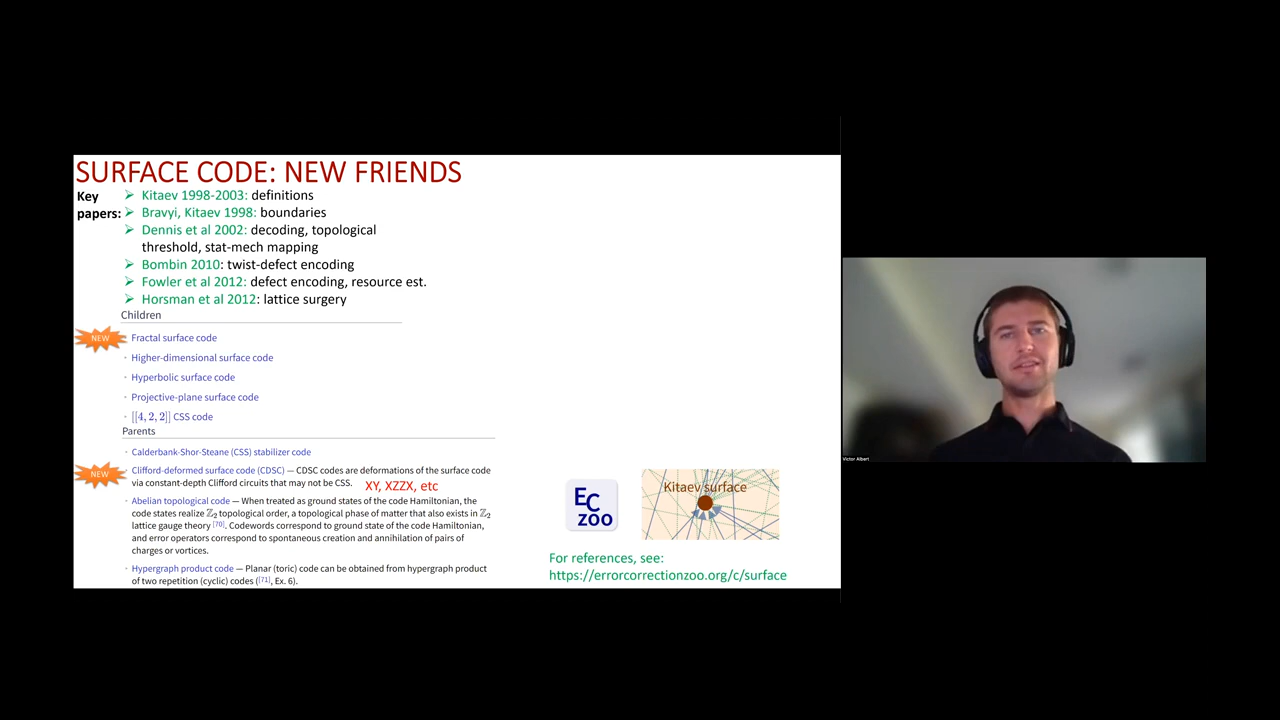 SURFACE CODE: NEW FRIENDS
Key
papers:
➢ Kitaev 1998-2003: definitions
➢ Bravyi, Kitaev 1998: boundaries
➢ Dennis et al 2002: decoding, topological
threshold, stat-mech mapping
➢ Bombin 2010: twist-defect encoding
➢ Fowler et al 2012: defect encoding, resource est.
➢ Horsman et al 2012: lattice surgery
Children
NEW
• Fractal surface code
• Higher-dimensional surface code
• Hyperbolic surface code
• Projective-plane surface code
• [[4, 2, 2]] CSS code
Parents
• Calderbank-Shor-Steane (CSS) stabilizer code
NEW
• Clifford-deformed surface code (CDSC) — CDSC codes are deformations of the surface code
via constant-depth Clifford circuits that may not be CSS. XY, XZZX, etc
• Abelian topological code — When treated as ground states of the code Hamiltonian, the
code states realize ℤ₂ topological order, a topological phase of matter that also exists in ℤ₂
lattice gauge theory [70]. Codewords correspond to ground state of the code Hamiltonian,
and error operators correspond to spontaneous creation and annihilation of pairs of
charges or vortices.
• Hypergraph product code — Planar (toric) code can be obtained from hypergraph product
of two repetition (cyclic) codes ([71], Ex. 6).
EC
zoo
Kitaev surface
For references, see:
https://errorcorrectionzoo.org/c/surface
Victor Albert